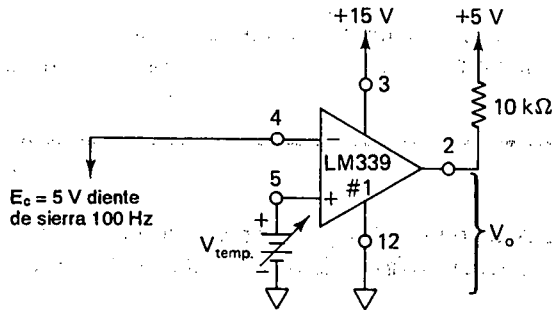 +15 V
+5 V
3
10 kΩ
4
−
2
LM339
#1
E_c = 5 V diente
de sierra 100 Hz
5
+
+
V_temp.
−
12
V_o